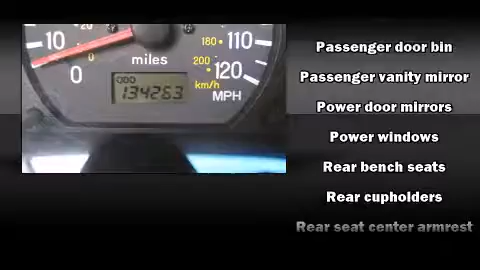 10
0
0
miles
ODO
134263
180
200
km/h
110
120
MPH
Passenger door bin
Passenger vanity mirror
Power door mirrors
Power windows
Rear bench seats
Rear cupholders
Rear seat center armrest